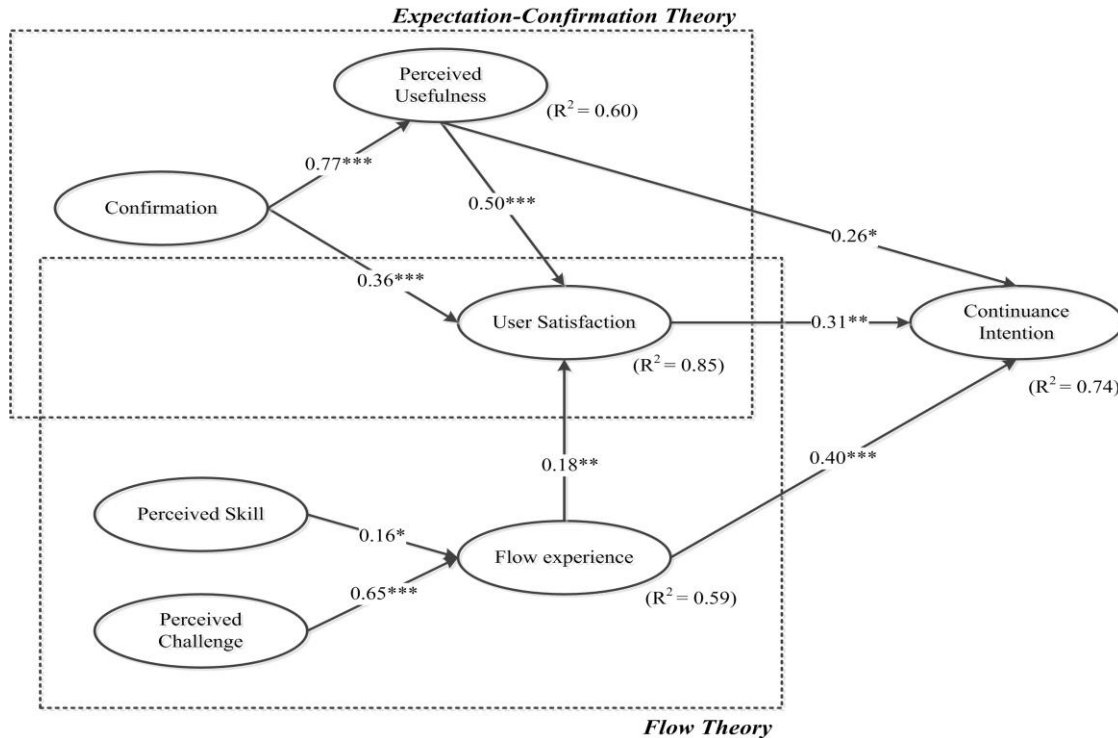 Expectation-Confirmation Theory
Perceived
Usefulness
(R² = 0.60)
0.77***
Confirmation
0.50***
0.26*
0.36***
User Satisfaction
0.31**
Continuance
Intention
(R² = 0.85)
(R² = 0.74)
0.18**
0.40***
Perceived Skill
0.16*
Flow experience
0.65***
(R² = 0.59)
Perceived
Challenge
Flow Theory